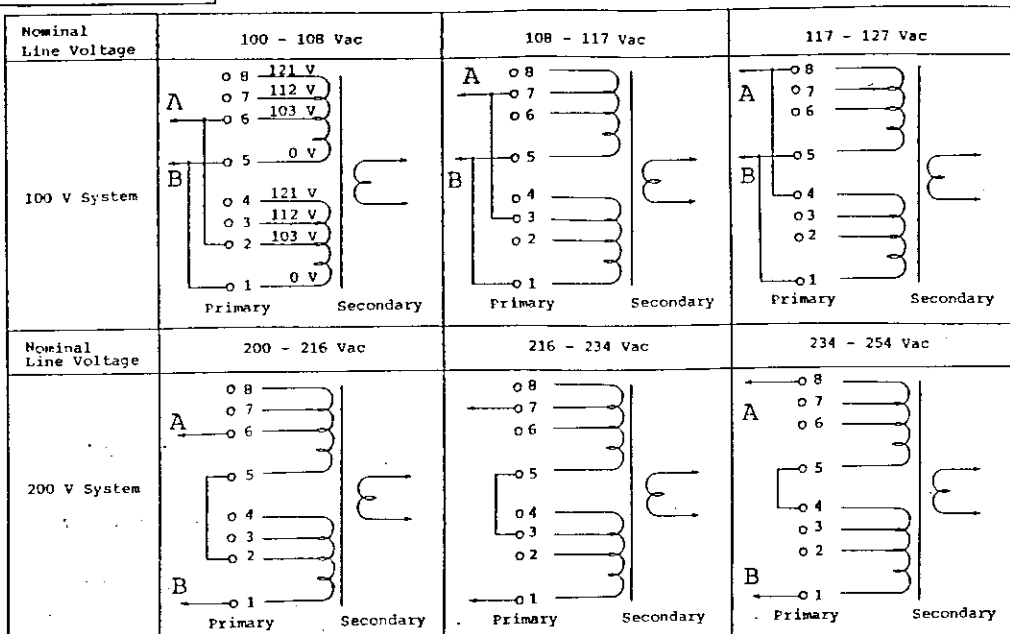 Nominal Line Voltage
100 - 108 Vac
108 - 117 Vac
117 - 127 Vac
100 V System
A
B
8 121 V
7 112 V
6 103 V
5 0 V
4 121 V
3 112 V
2 103 V
1 0 V
Primary Secondary
A
B
8
7
6
5
4
3
2
1
Primary Secondary
A
B
8
7
6
5
4
3
2
1
Primary Secondary
Nominal Line Voltage
200 - 216 Vac
216 - 234 Vac
234 - 254 Vac
200 V System
A
B
8
7
6
5
4
3
2
1
Primary Secondary
8
7
6
5
4
3
2
1
Primary Secondary
A
B
8
7
6
5
4
3
2
1
Primary Secondary